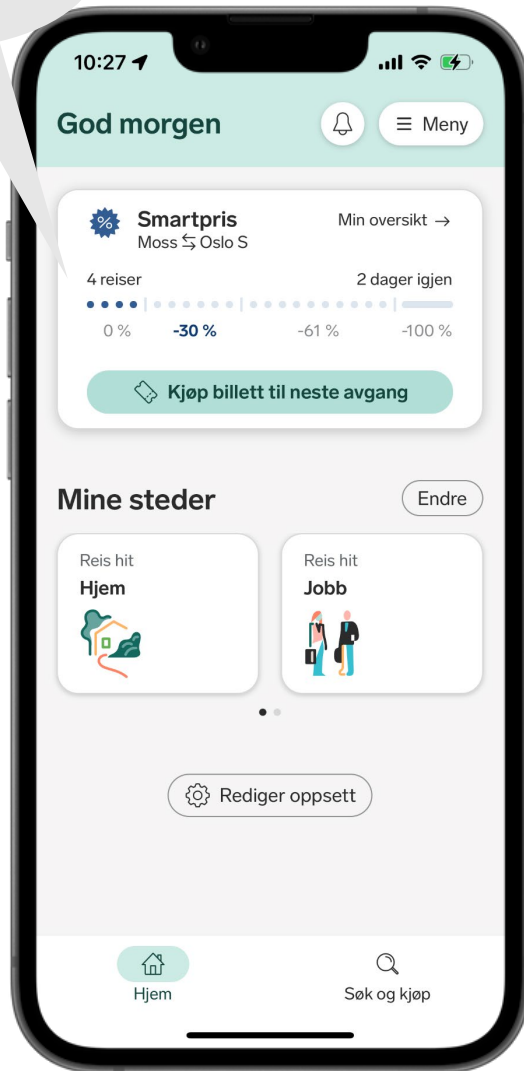 10:27
God morgen
Meny
%
Smartpris
Min oversikt →
Moss ⇆ Oslo S
4 reiser
2 dager igjen
0 %
-30 %
-61 %
-100 %
Kjøp billett til neste avgang
Mine steder
Endre
Reis hit
Hjem
Reis hit
Jobb
Rediger oppsett
Hjem
Søk og kjøp